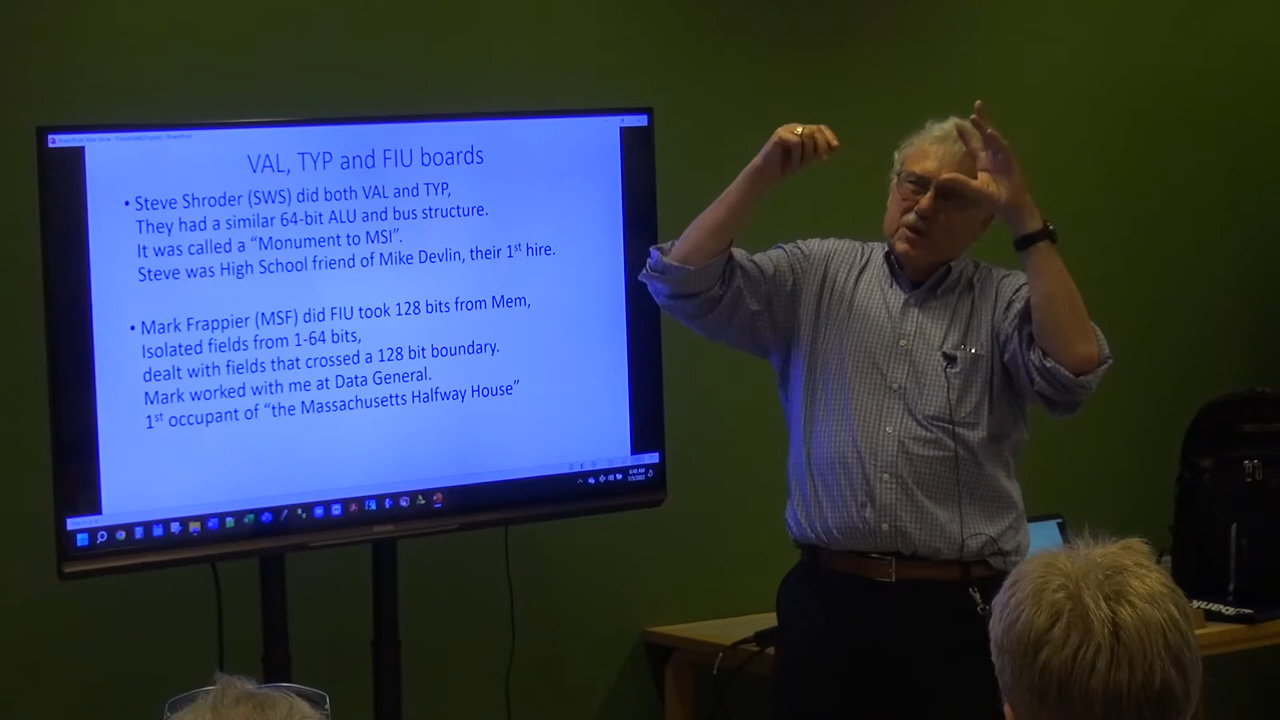 VAL, TYP and FIU boards
• Steve Shroder (SWS) did both VAL and TYP,
They had a similar 64-bit ALU and bus structure.
It was called a “Monument to MSI”.
Steve was High School friend of Mike Devlin, their 1st hire.
• Mark Frappier (MSF) did FIU took 128 bits from Mem,
Isolated fields from 1-64 bits,
dealt with fields that crossed a 128 bit boundary.
Mark worked with me at Data General.
1st occupant of “the Massachusetts Halfway House”
bank